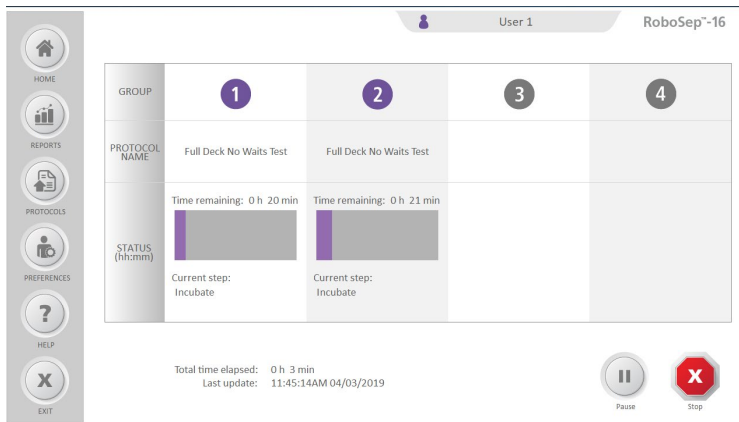 User 1
RoboSep™-16
HOME
REPORTS
PROTOCOLS
PREFERENCES
?
HELP
X
EXIT
GROUP
1
2
3
4
PROTOCOL
NAME
Full Deck No Waits Test
Full Deck No Waits Test
STATUS
(hh:mm)
Time remaining: 0 h 20 min
Current step:
Incubate
Time remaining: 0 h 21 min
Current step:
Incubate
Total time elapsed: 0 h 3 min
Last update: 11:45:14AM 04/03/2019
Pause
X
Stop